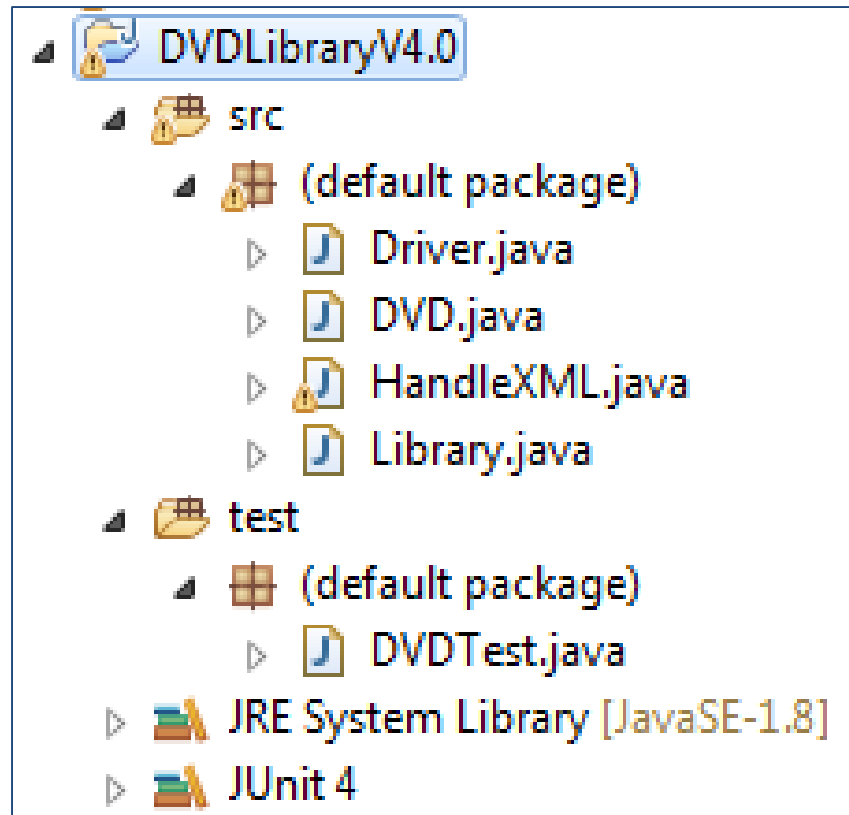 DVDLibraryV4.0
src
(default package)
Driver.java
DVD.java
HandleXML.java
Library.java
test
(default package)
DVDTest.java
JRE System Library [JavaSE-1.8]
JUnit 4